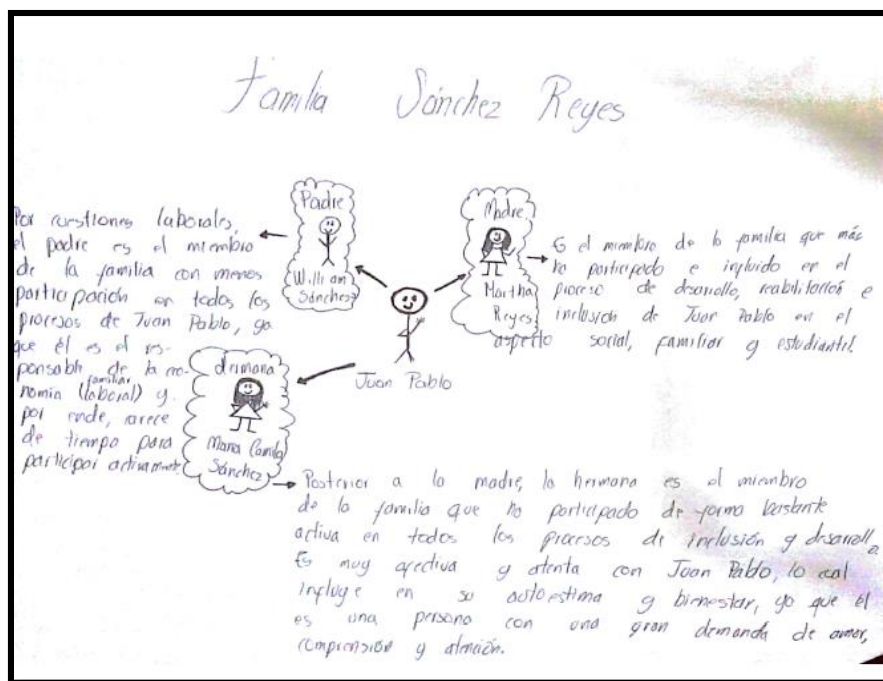 Familia Sánchez Reyes
Padre
Willian
Sánchez
Por cuestiones laborales,
el padre es el miembro
de la familia con menos
participación en todos los
procesos de Juan Pablo, ya
que él es el res-
ponsable de la eco-
nomía familiar (laboral) y
por ende, carece
de tiempo para
participar activamente.
Madre
Martha
Reyes
Es el miembro de la familia que más
ha participado e influido en el
proceso de desarrollo, reabilitación e
inclusión de Juan Pablo en el
aspecto social, familiar y estudiantil.
Juan Pablo
Hermana
Maria Camila
Sánchez
Posterior a la madre, la hermana es el miembro
de la familia que ha participado de forma bastante
activa en todos los procesos de inclusión y desarrollo.
Es muy afectiva y atenta con Juan Pablo, lo cual
influye en su autoestima y bienestar, ya que él
es una persona con una gran demanda de amor,
comprensión y atención.